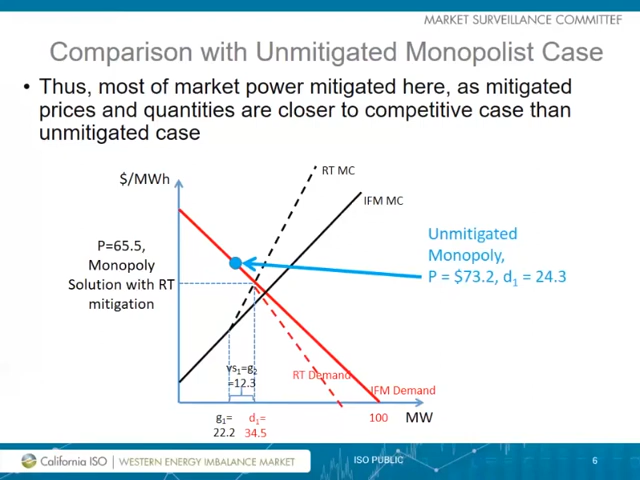 MARKET SURVEILLANCE COMMITTEE
Comparison with Unmitigated Monopolist Case
• Thus, most of market power mitigated here, as mitigated
prices and quantities are closer to competitive case than
unmitigated case
$/MWh
RT MC
IFM MC
P=65.5,
Monopoly
Solution with RT
mitigation
Unmitigated
Monopoly,
P = $73.2, d₁ = 24.3
vs₁=g₂
=12.3
RT Demand
IFM Demand
g₁=
22.2
d₁=
34.5
100
MW
California ISO
WESTERN ENERGY IMBALANCE MARKET
ISO PUBLIC
6